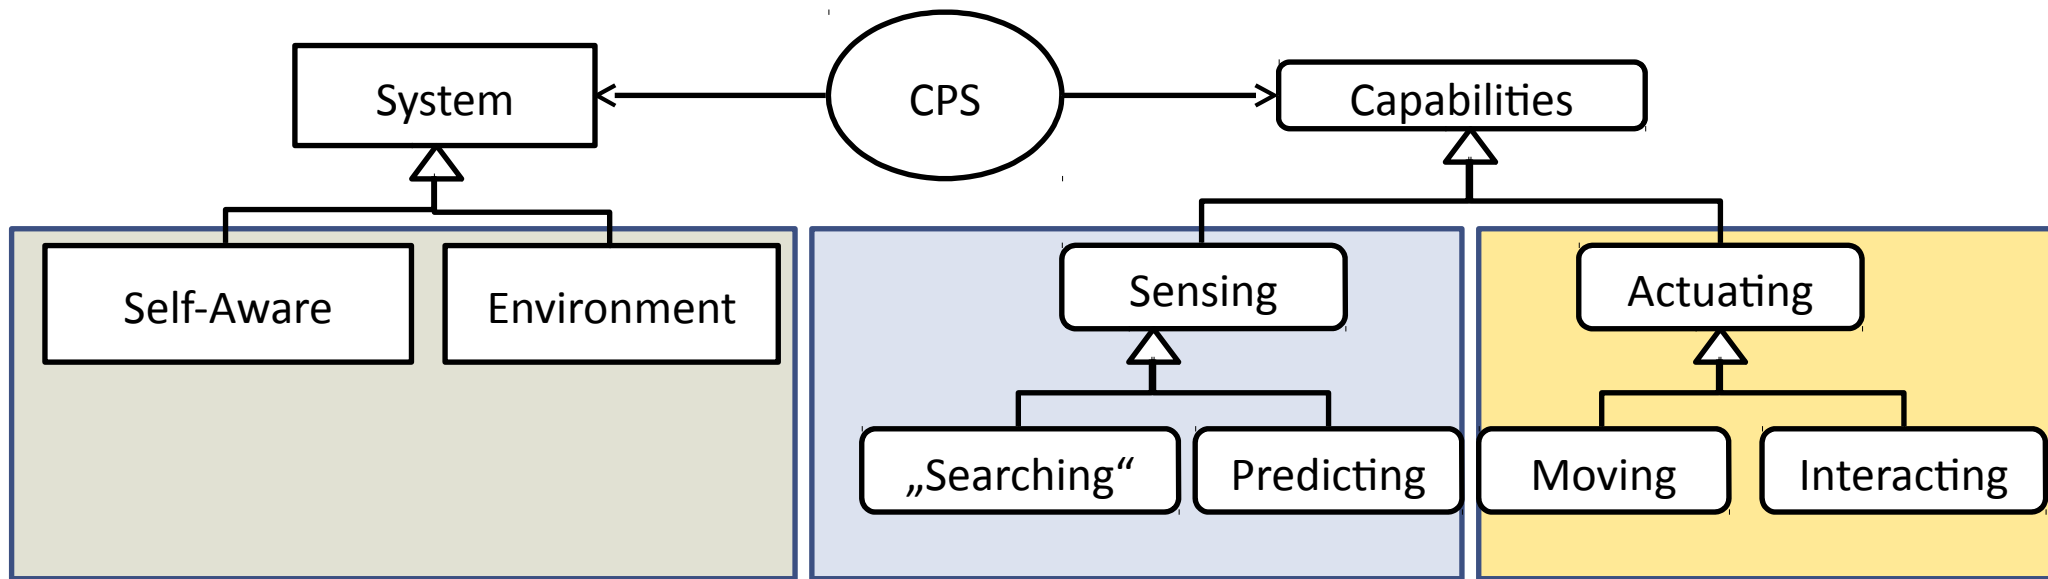 System
CPS
Capabilities
Self-Aware
Environment
Sensing
Actuating
„Searching“
Predicting
Moving
Interacting